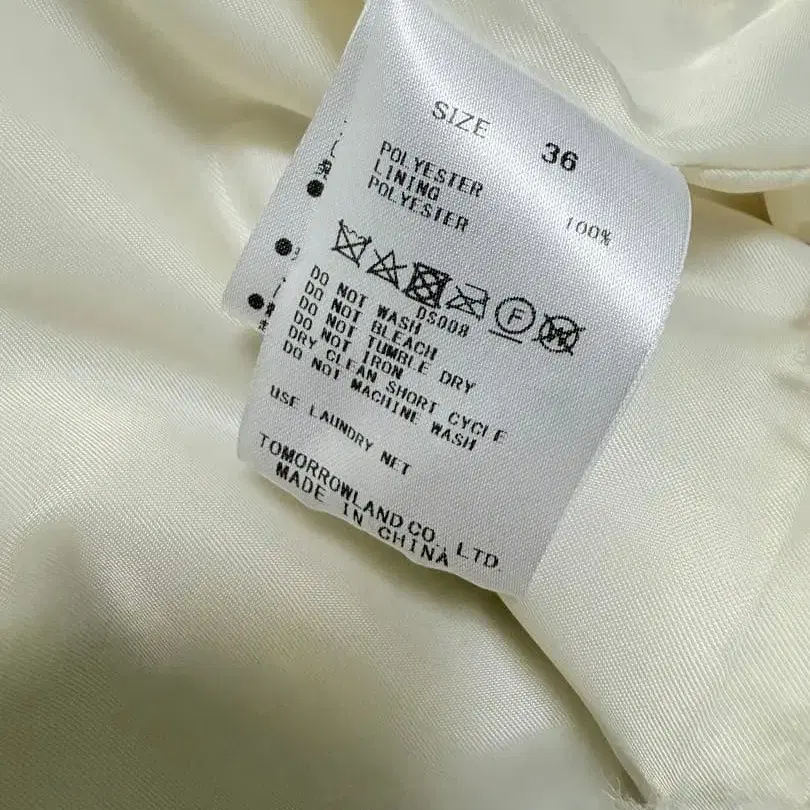 SIZE 36
POLYESTER
LINING
POLYESTER 100%
F W
DS008
DO NOT WASH
DO NOT BLEACH
DO NOT TUMBLE DRY
DO NOT IRON
DRY CLEAN SHORT CYCLE
DO NOT MACHINE WASH
USE LAUNDRY NET
TOMORROWLAND CO., LTD.
MADE IN CHINA